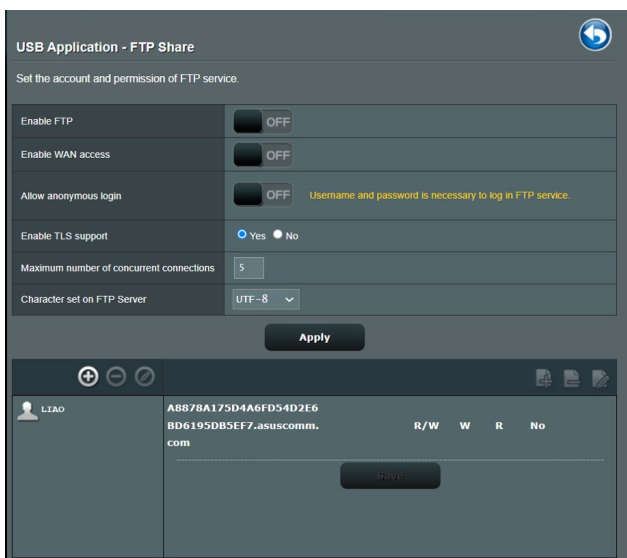 USB Application - FTP Share
Set the account and permission of FTP service.
Enable FTP
OFF
Enable WAN access
OFF
Allow anonymous login
OFF
Username and password is necessary to log in FTP service.
Enable TLS support
Yes No
Maximum number of concurrent connections
5
Character set on FTP Server
UTF-8
Apply
LIAO
A8878A175D4A6FD54D2E6
BD6195DB5EF7.asuscomm.
com
R/W W R No
Save